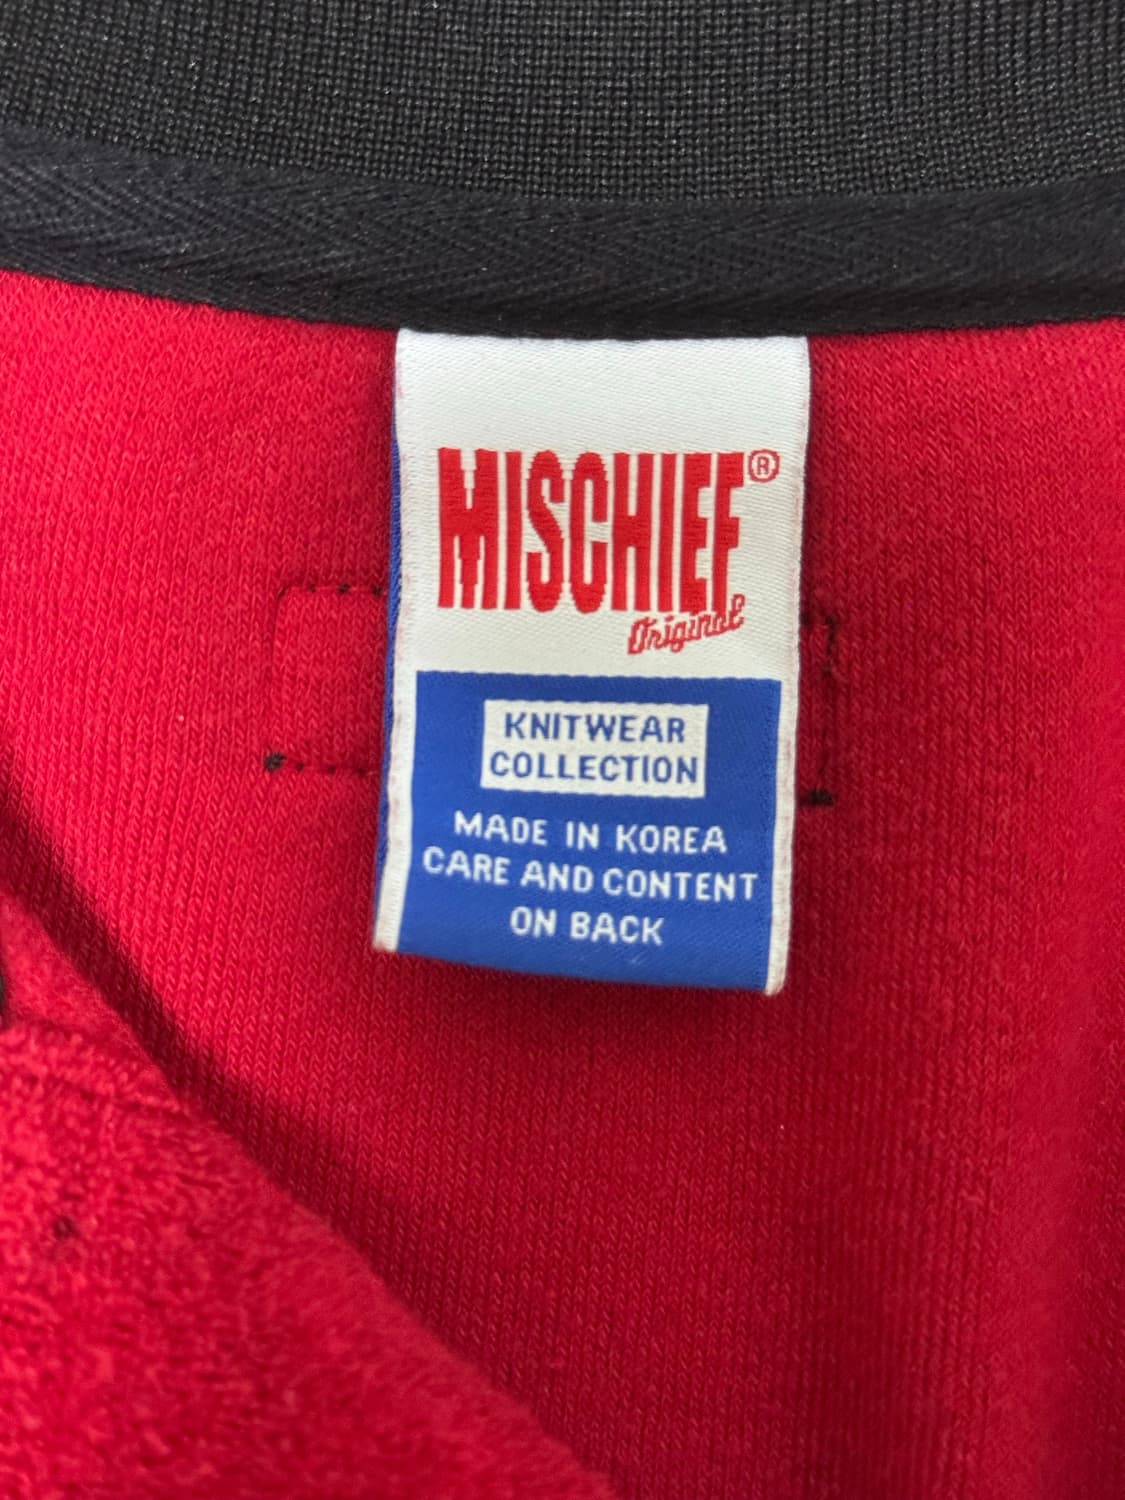 MISCHIEF®
Original
KNITWEAR
COLLECTION
MADE IN KOREA
CARE AND CONTENT
ON BACK